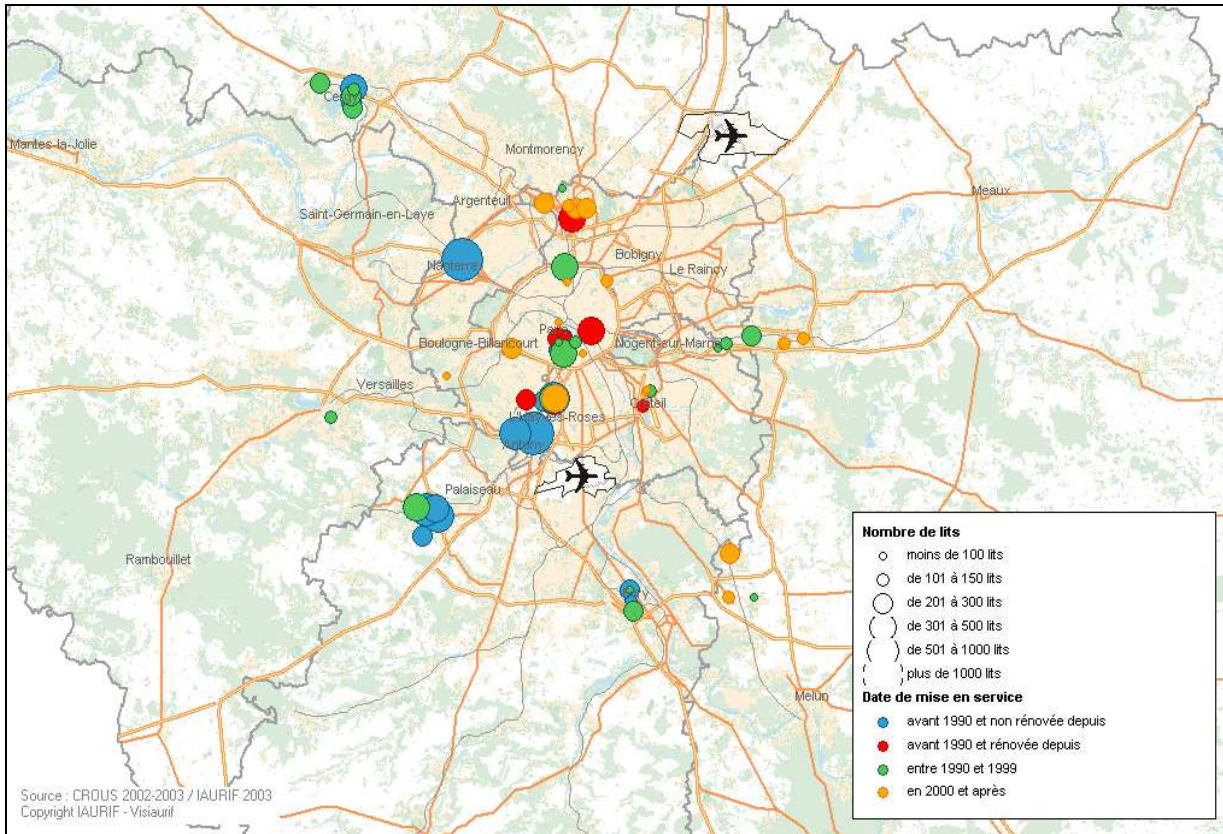 Mantes-la-Jolie
Montmorency
Meaux
Argenteuil
Saint-Germain-en-Laye
Bobigny
Nanterre
Le Raincy
Boulogne-Billancourt
Nogent-sur-Marne
Versailles
Créteil
L'Haÿ-les-Roses
Antony
Palaiseau
Rambouillet
Melun
Nombre de lits
moins de 100 lits
de 101 à 150 lits
de 201 à 300 lits
de 301 à 500 lits
de 501 à 1000 lits
plus de 1000 lits
Date de mise en service
avant 1990 et non rénovée depuis
avant 1990 et rénovée depuis
entre 1990 et 1999
en 2000 et après
Source : CROUS 2002-2003 / IAURIF 2003
Copyright IAURIF - Visiaurif